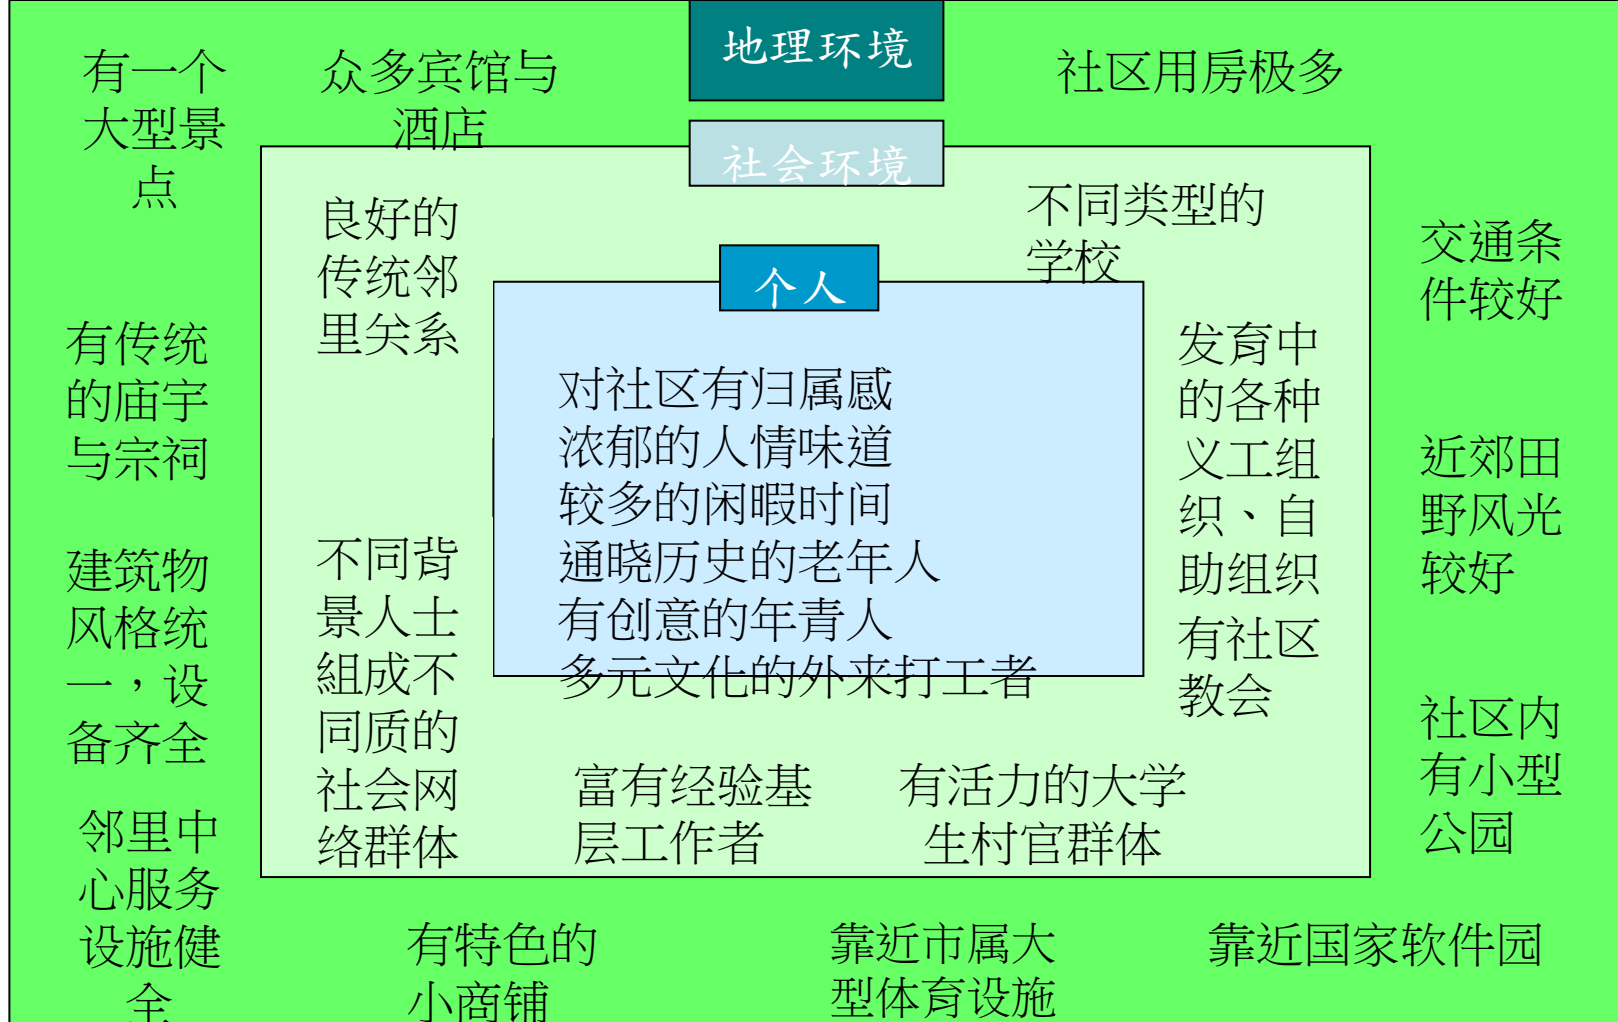 地理环境
有一个
大型景
点
众多宾馆与
酒店
社区用房极多
社会环境
良好的
传统邻
里关系
不同类型的
学校
交通条
件较好
个人
有传统
的庙宇
与宗祠
对社区有归属感
浓郁的人情味道
较多的闲暇时间
通晓历史的老年人
有创意的年青人
多元文化的外来打工者
发育中
的各种
义工组
织、自
助组织
有社区
教会
近郊田
野风光
较好
建筑物
风格统
一，设
备齐全
不同背
景人士
組成不
同质的
社会网
络群体
富有经验基
层工作者
有活力的大学
生村官群体
社区内
有小型
公园
邻里中
心服务
设施健
全
有特色的
小商铺
靠近市属大
型体育设施
靠近国家软件园